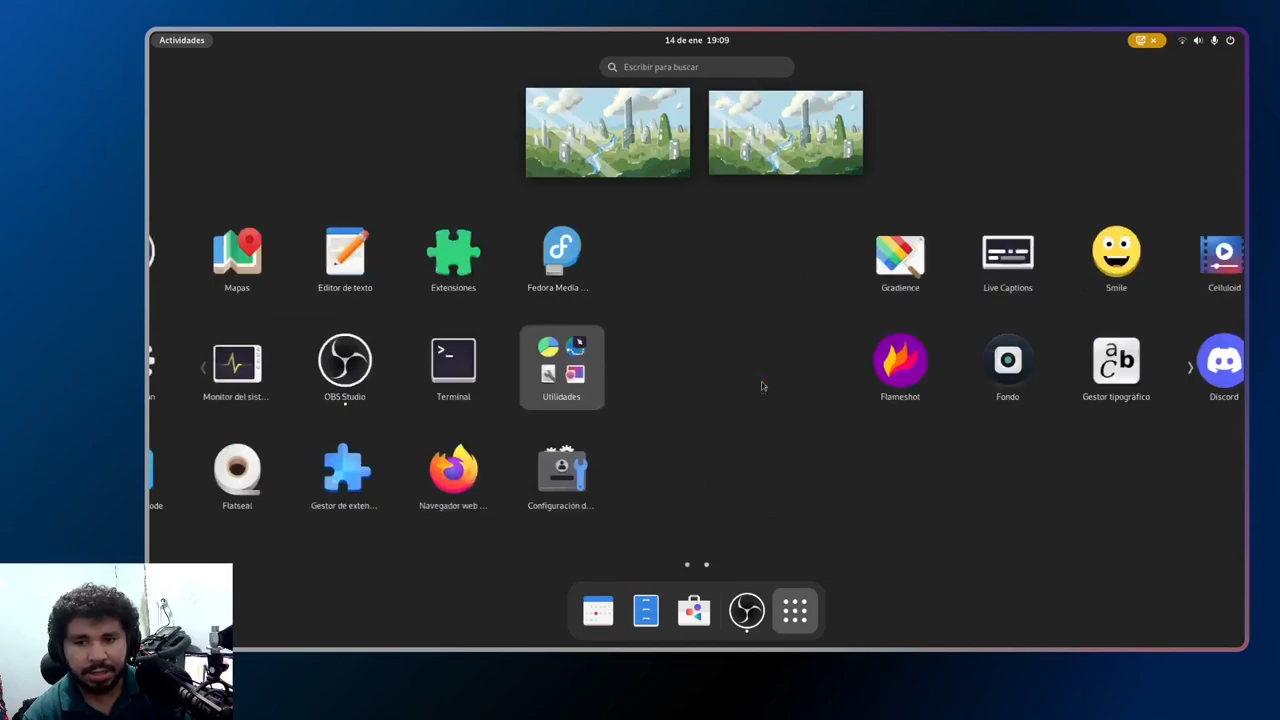 Actividades
14 de ene 19:09
Escribir para buscar
Mapas
Editor de texto
Extensiones
Fedora Media ...
Gradience
Live Captions
Smile
Celluloid
Monitor del sist...
OBS Studio
Terminal
Utilidades
Flameshot
Fondo
Gestor tipográfico
Discord
ode
Flatseal
Gestor de exten...
Navegador web ...
Configuración d...